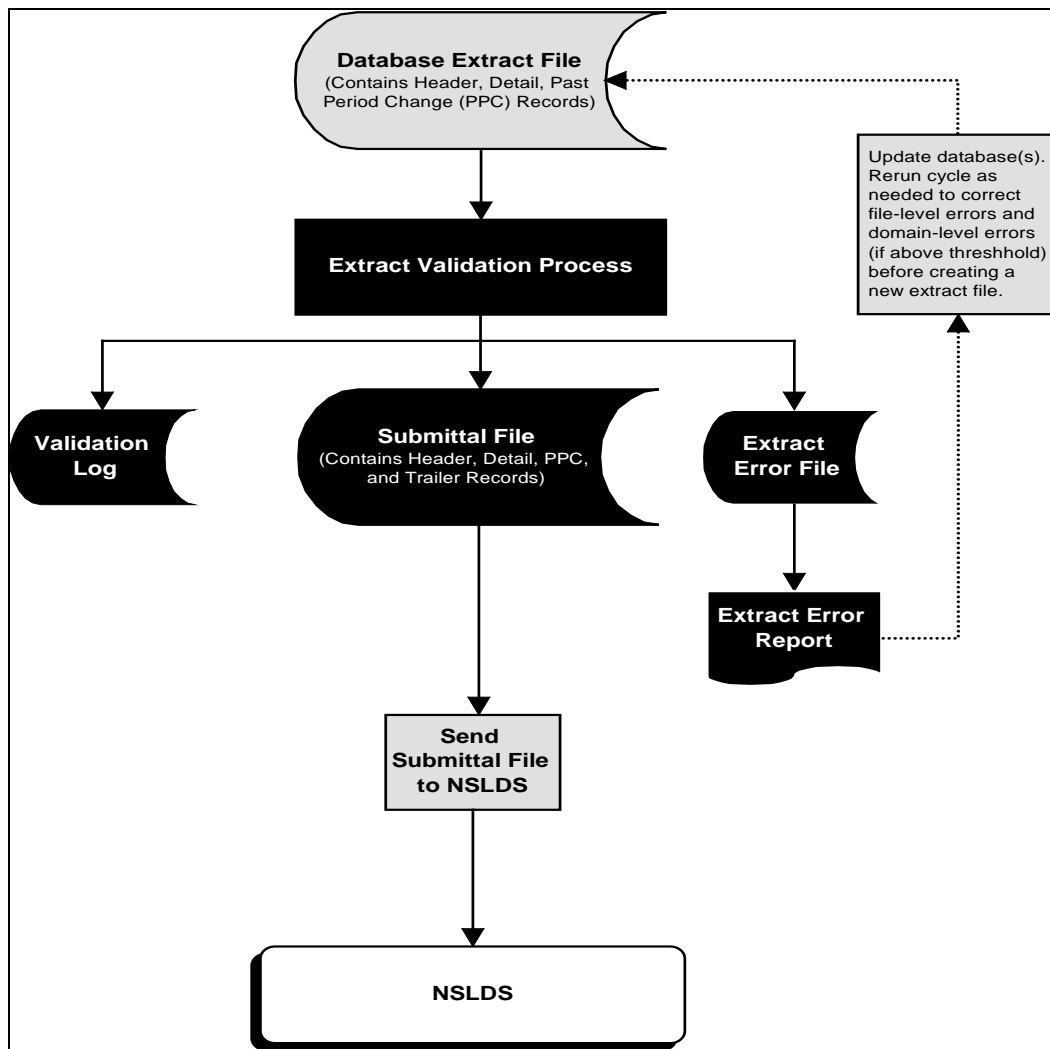 Database Extract File
(Contains Header, Detail, Past
Period Change (PPC) Records)
Update database(s).
Rerun cycle as
needed to correct
file-level errors and
domain-level errors
(if above threshhold)
before creating a
new extract file.
Extract Validation Process
Validation
Log
Submittal File
(Contains Header, Detail, PPC,
and Trailer Records)
Extract
Error File
Extract Error
Report
Send
Submittal File
to NSLDS
NSLDS